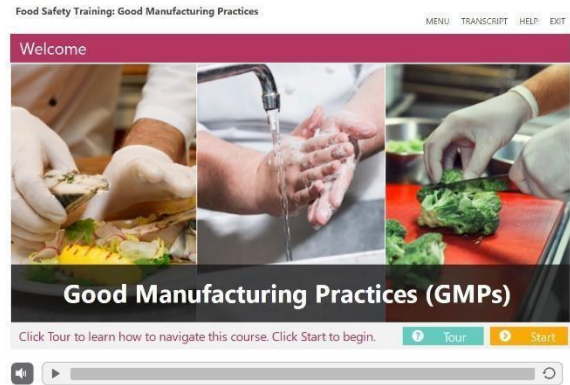 Food Safety Training: Good Manufacturing Practices
MENU TRANSCRIPT HELP EXIT
Welcome
Good Manufacturing Practices (GMPs)
Click Tour to learn how to navigate this course. Click Start to begin.
Tour
Start